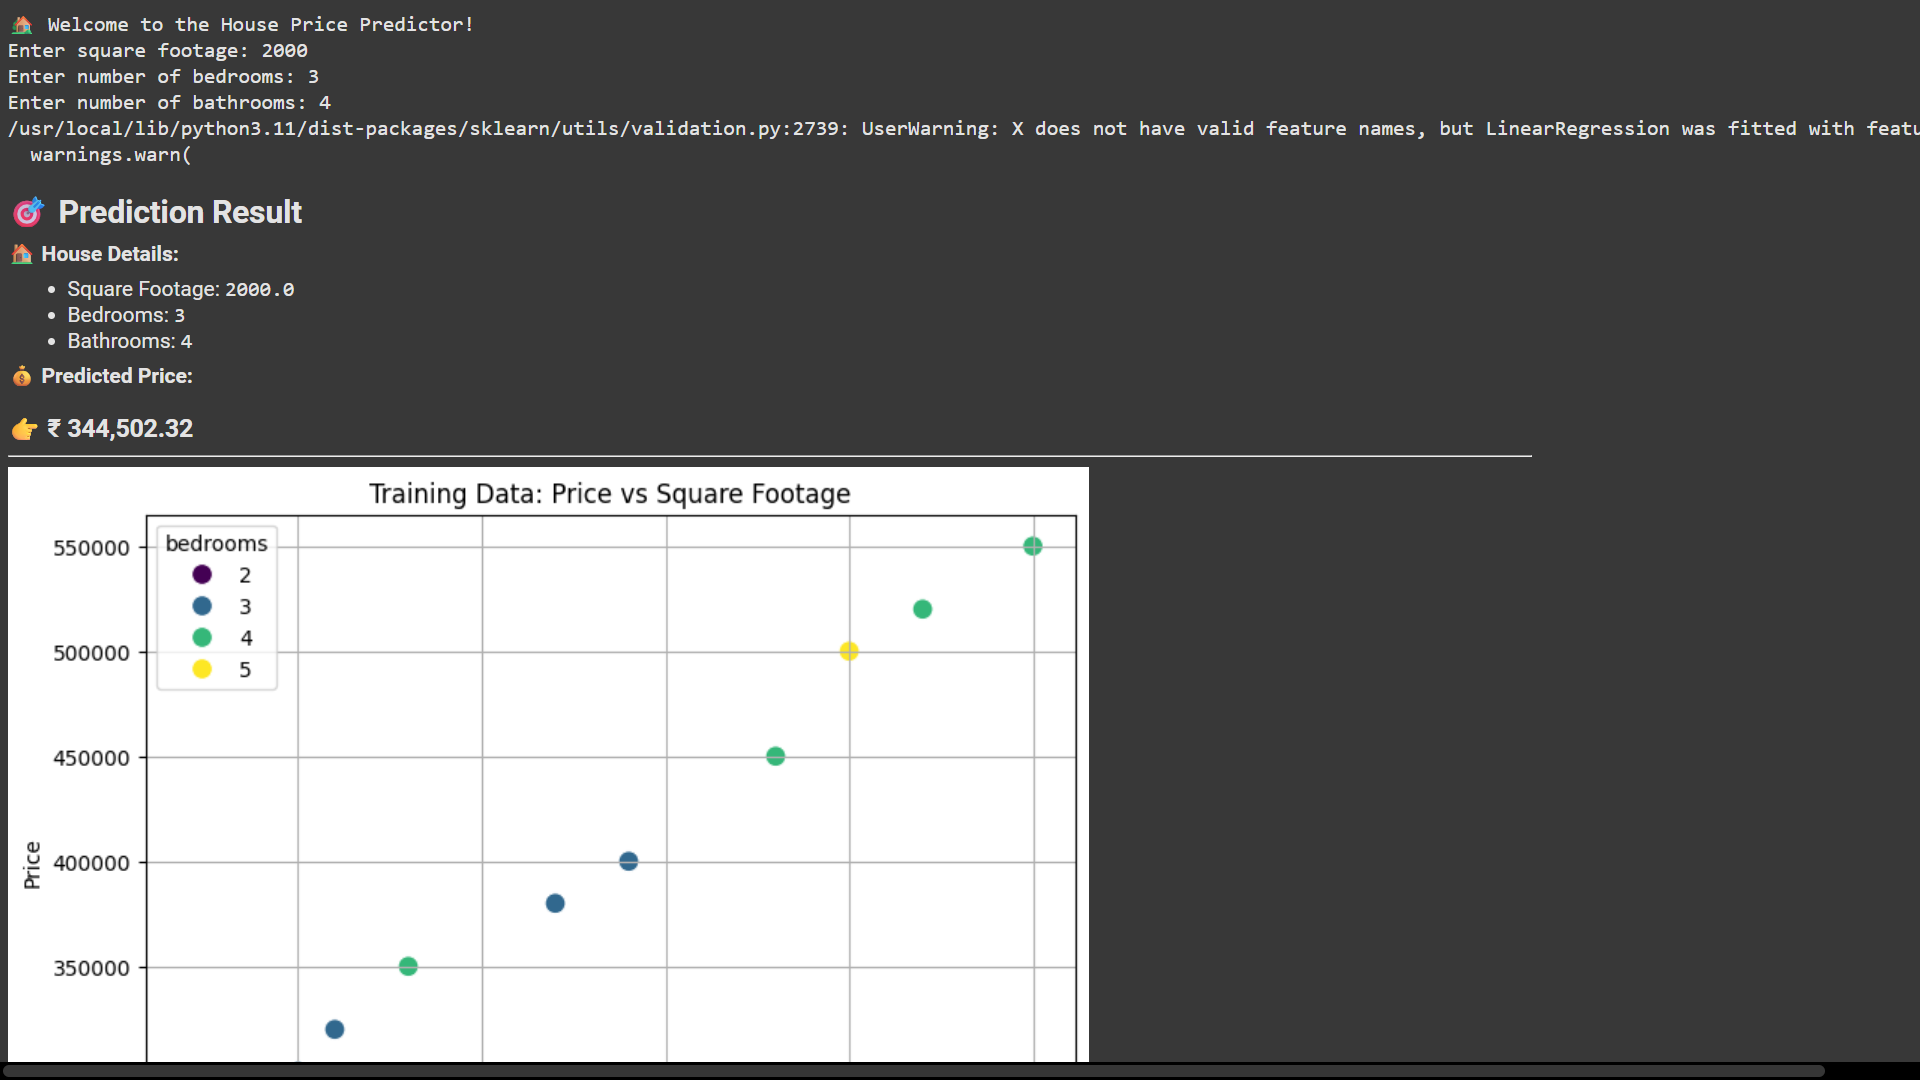 Welcome to the House Price Predictor!
Enter square footage: 2000
Enter number of bedrooms: 3
Enter number of bathrooms: 4
/usr/local/lib/python3.11/dist-packages/sklearn/utils/validation.py:2739: UserWarning: X does not have valid feature names, but LinearRegression was fitted with featu
warnings.warn(
Prediction Result
House Details:
• Square Footage: 2000.0
• Bedrooms: 3
• Bathrooms: 4
Predicted Price:
₹ 344,502.32
Training Data: Price vs Square Footage
bedrooms
2
3
4
5
550000
500000
450000
400000
350000
Price